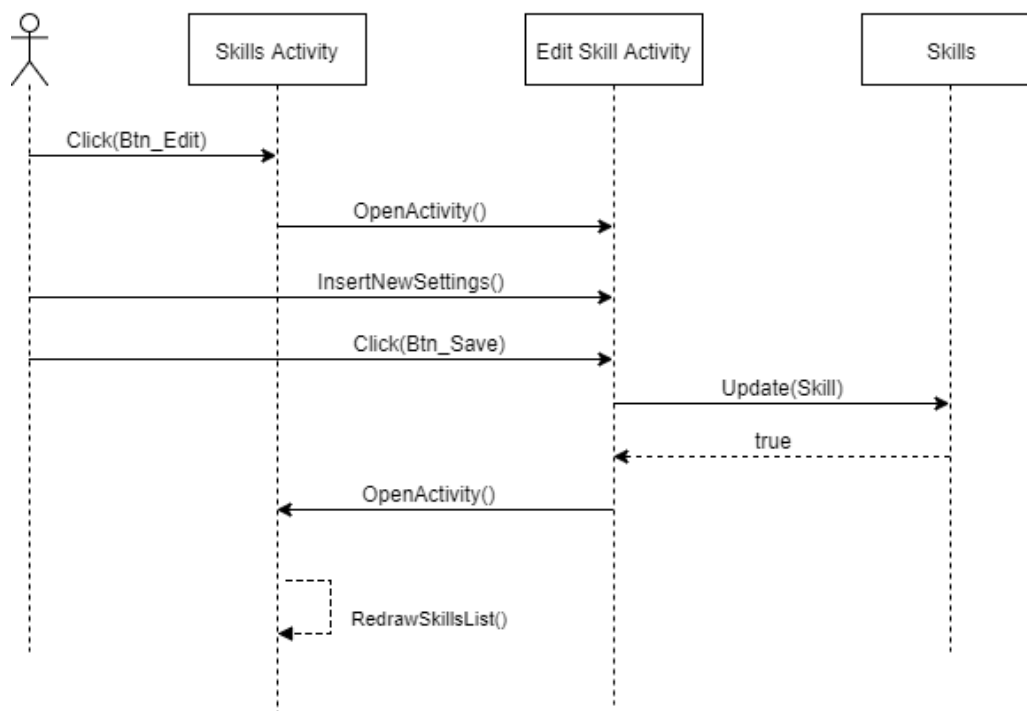 Skills Activity
Edit Skill Activity
Skills
Click(Btn_Edit)
OpenActivity()
InsertNewSettings()
Click(Btn_Save)
Update(Skill)
true
OpenActivity()
RedrawSkillsList()